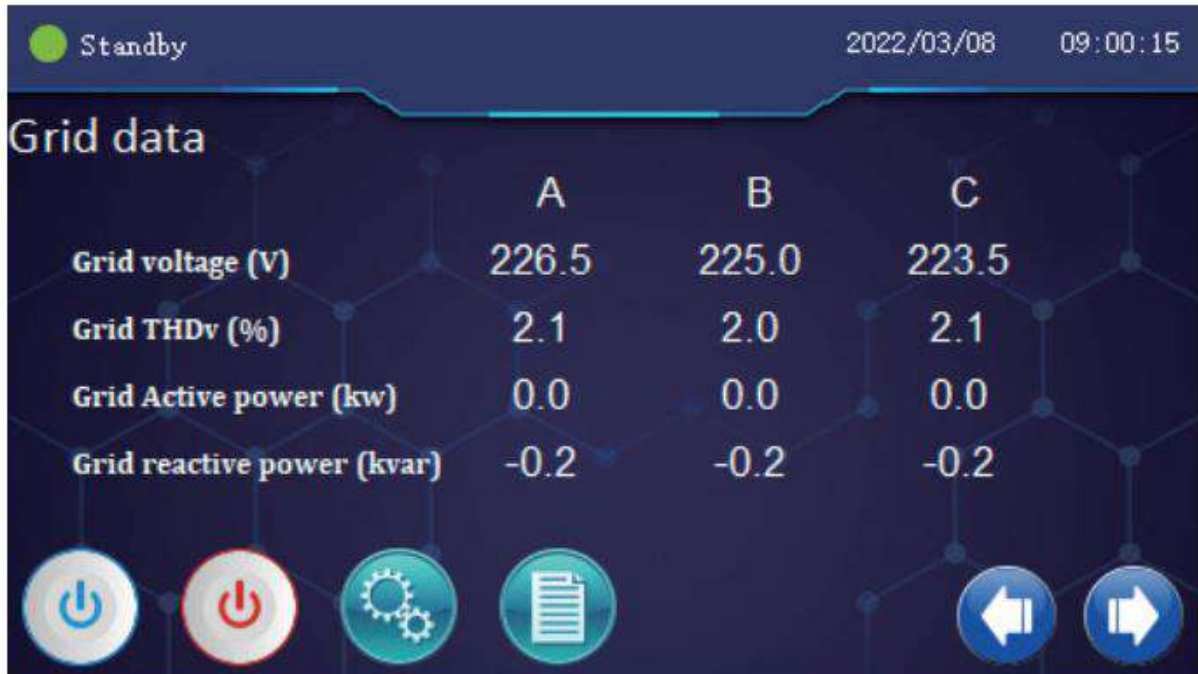 Standby 2022/03/08 09:00:15
Grid data
A B C
Grid voltage (V) 226.5 225.0 223.5
Grid THDv (%) 2.1 2.0 2.1
Grid Active power (kw) 0.0 0.0 0.0
Grid reactive power (kvar) -0.2 -0.2 -0.2